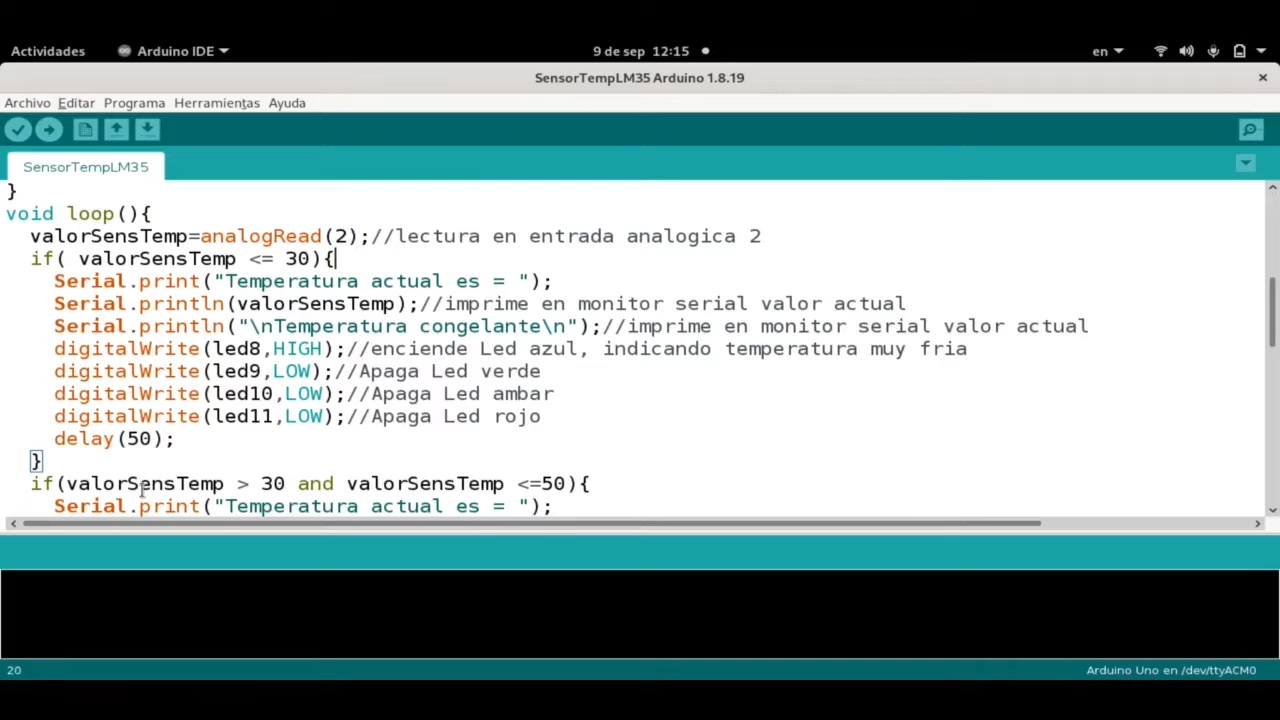 Actividades Arduino IDE 9 de sep 12:15 en
SensorTempLM35 Arduino 1.8.19 ×
Archivo Editar Programa Herramientas Ayuda
SensorTempLM35
}
void loop(){
valorSensTemp=analogRead(2);//lectura en entrada analogica 2
if( valorSensTemp <= 30){
Serial.print("Temperatura actual es = ");
Serial.println(valorSensTemp);//imprime en monitor serial valor actual
Serial.println("\nTemperatura congelante\n");//imprime en monitor serial valor actual
digitalWrite(led8,HIGH);//enciende Led azul, indicando temperatura muy fria
digitalWrite(led9,LOW);//Apaga Led verde
digitalWrite(led10,LOW);//Apaga Led ambar
digitalWrite(led11,LOW);//Apaga Led rojo
delay(50);
}
if(valorSensTemp > 30 and valorSensTemp <=50){
Serial.print("Temperatura actual es = ");
20 Arduino Uno en /dev/ttyACM0